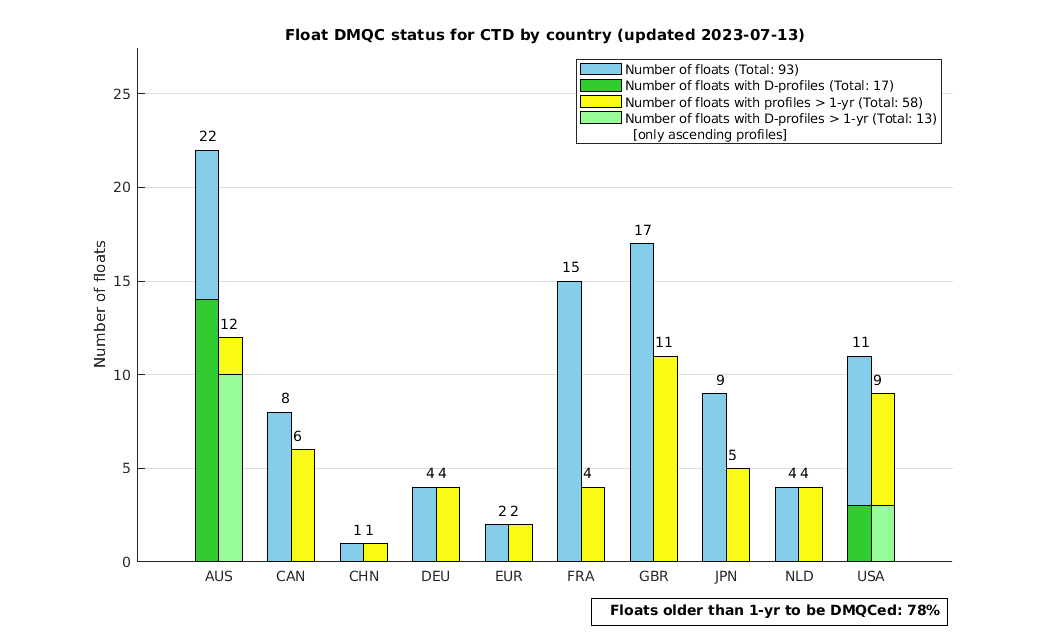 Float DMQC status for CTD by country (updated 2023-07-13)
Number of floats (Total: 93)
Number of floats with D-profiles (Total: 17)
Number of floats with profiles > 1-yr (Total: 58)
Number of floats with D-profiles > 1-yr (Total: 13)
[only ascending profiles]
Number of floats
25
20
15
10
5
0
22
12
8
6
1 1
4 4
2 2
15
4
17
11
9
5
4 4
11
9
AUS CAN CHN DEU EUR FRA GBR JPN NLD USA
Floats older than 1-yr to be DMQCed: 78%